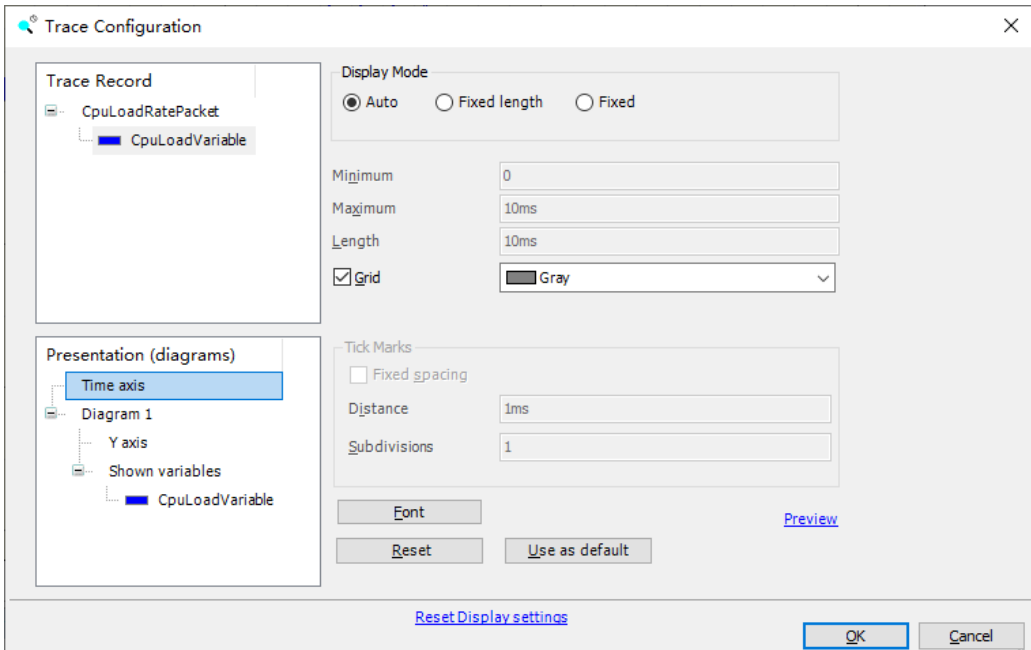 Trace Configuration
Trace Record
CpuLoadRatePacket
CpuLoadVariable
Display Mode
Auto
Fixed length
Fixed
Minimum
0
Maximum
10ms
Length
10ms
Grid
Gray
Presentation (diagrams)
Time axis
Diagram 1
Y axis
Shown variables
CpuLoadVariable
Tick Marks
Fixed spacing
Distance
1ms
Subdivisions
1
Font
Preview
Reset
Use as default
Reset Display settings
OK
Cancel